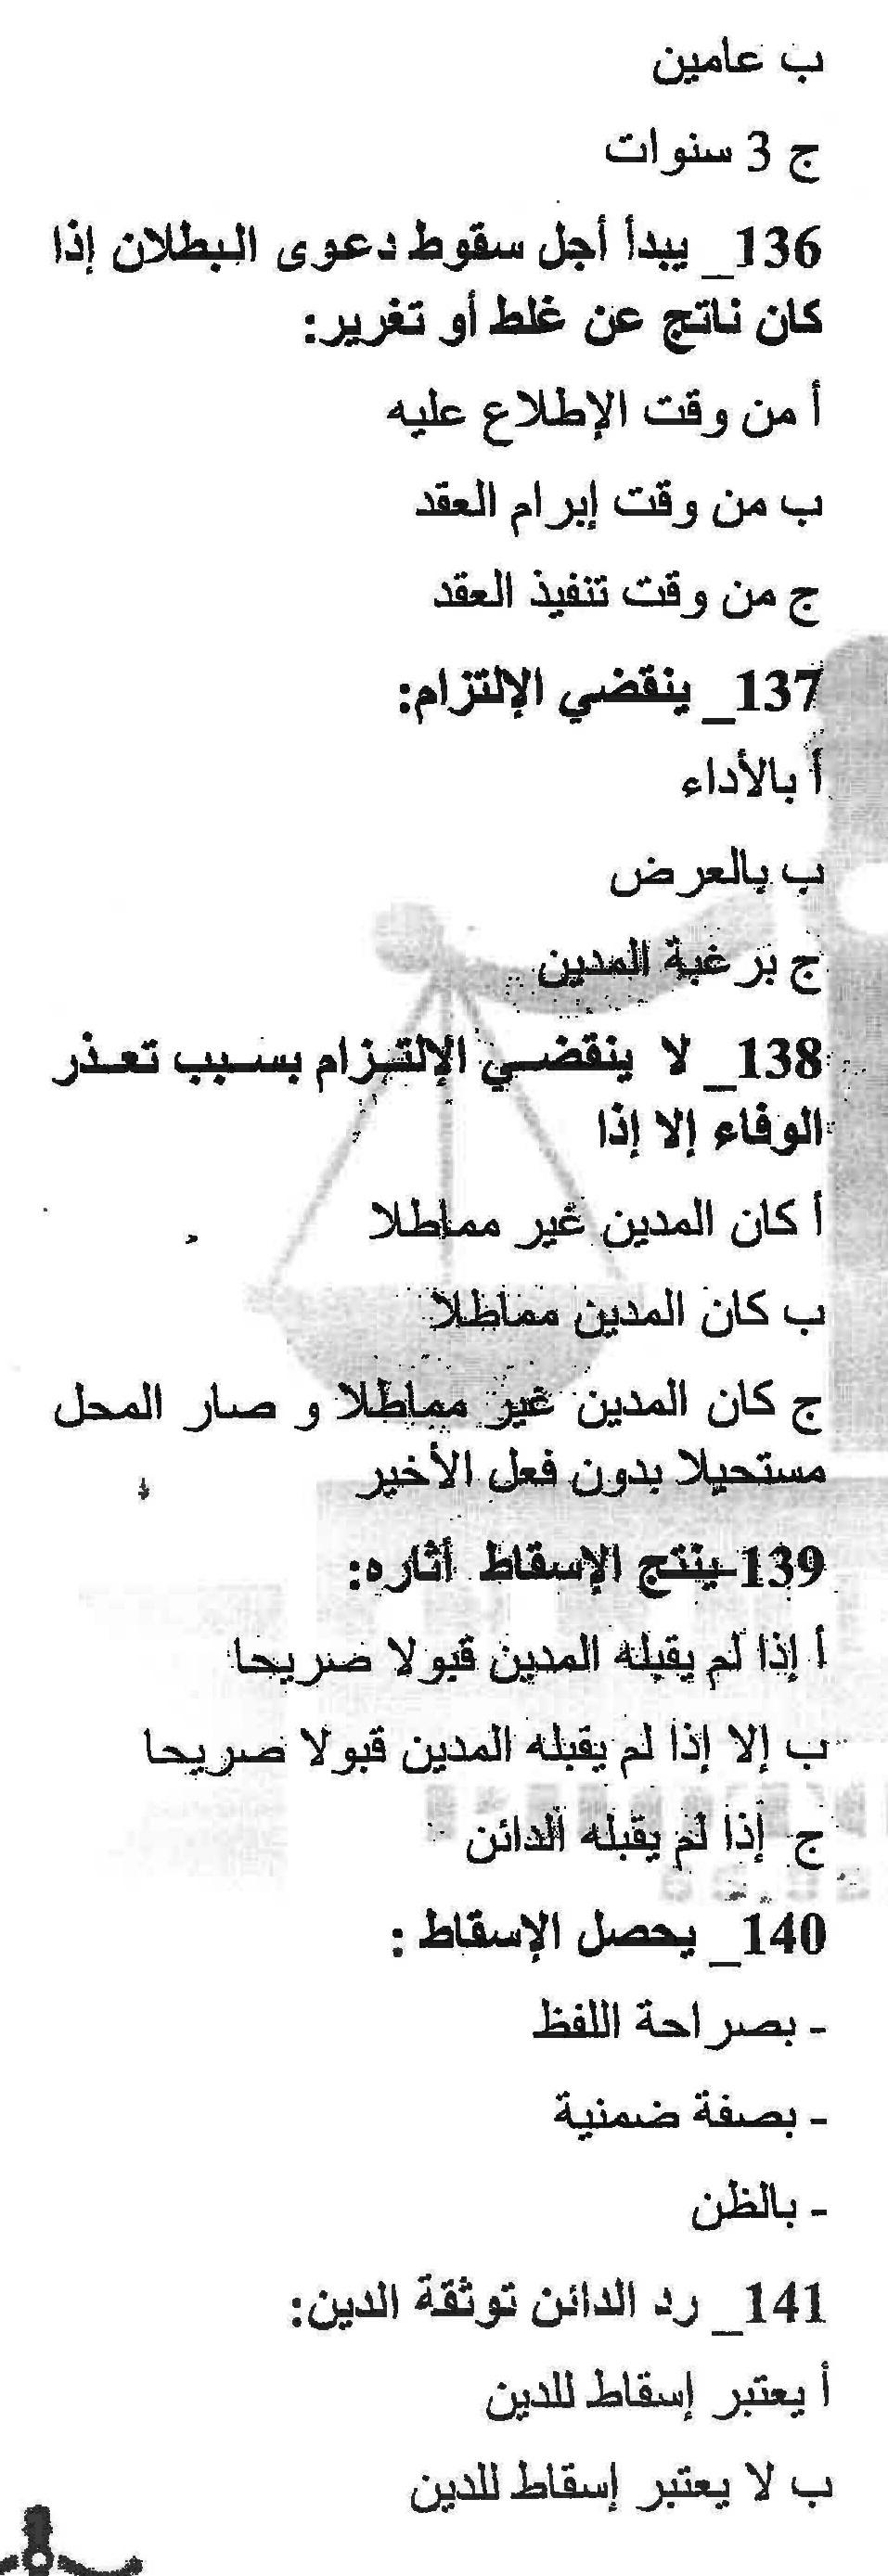 ب عامين
ج 3 سنوات
136_ يبدأ أجل سقوط دعوى البطلان إذا
كان ناتج عن غلط أو تغرير:
أ من وقت الإطلاع عليه
ب من وقت إبرام العقد
ج من وقت تنفيذ العقد
137_ ينقضي الإلتزام:
أ بالأداء
ب بالعرض
ج برغبة المدين
138_ لا ينقضي الإلتزام بسبب تعذر
الوفاء إلا إذا
أ كان المدين غير مماطلا
ب كان المدين مماطلا
ج كان المدين غير مماطلا و صار المحل
مستحيلا بدون فعل الأخير
139-ينتج الإسقاط أثاره:
أ إذا لم يقبله المدين قبولا صريحا
ب إلا إذا لم يقبله المدين قبولا صريحا
ج إذا لم يقبله الدائن
140_ يحصل الإسقاط :
- بصراحة اللفظ
- بصفة ضمنية
- بالظن
141_ رد الدائن توثقة الدين:
أ يعتبر إسقاط للدين
ب لا يعتبر إسقاط للدين